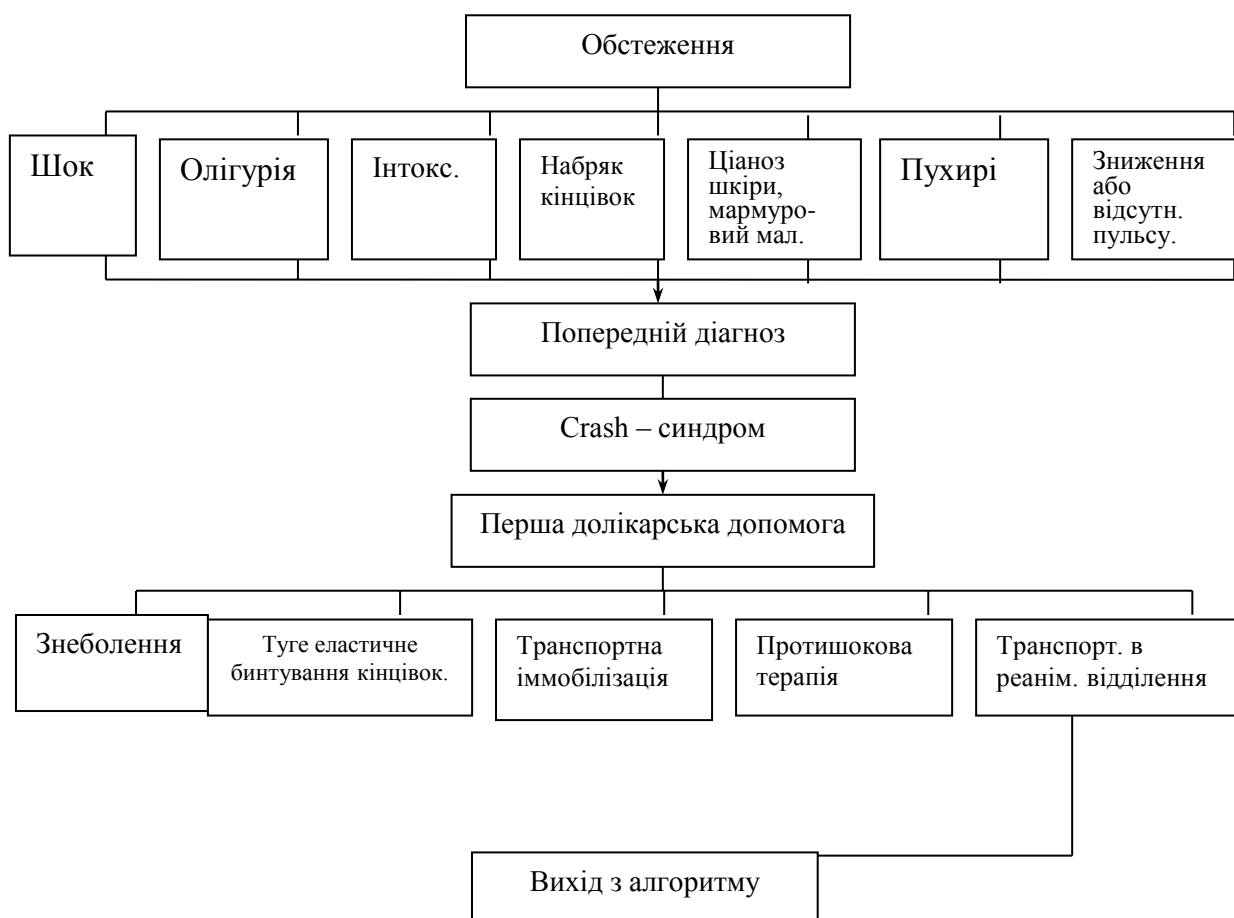 Обстеження
Шок
Олігурія
Інтокс.
Набряк
кінцівок
Ціаноз
шкіри,
мармуро-
вий мал.
Пухирі
Зниження
або
відсутн.
пульсу.
Попередній діагноз
Crash – синдром
Перша долікарська допомога
Знеболення
Туге еластичне
бинтування кінцівок.
Транспортна
іммобілізація
Протишокова
терапія
Транспорт. в
реанім. відділення
Вихід з алгоритму